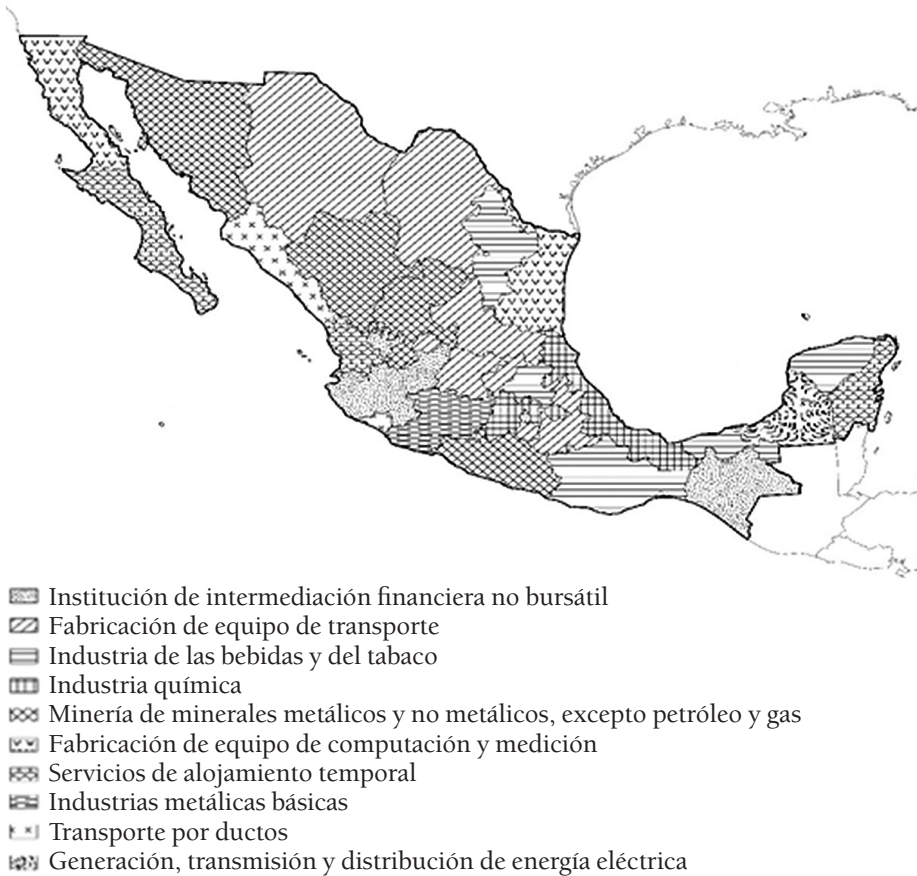 Institución de intermediación financiera no bursátil
Fabricación de equipo de transporte
Industria de las bebidas y del tabaco
Industria química
Minería de minerales metálicos y no metálicos, excepto petróleo y gas
Fabricación de equipo de computación y medición
Servicios de alojamiento temporal
Industrias metálicas básicas
Transporte por ductos
Generación, transmisión y distribución de energía eléctrica